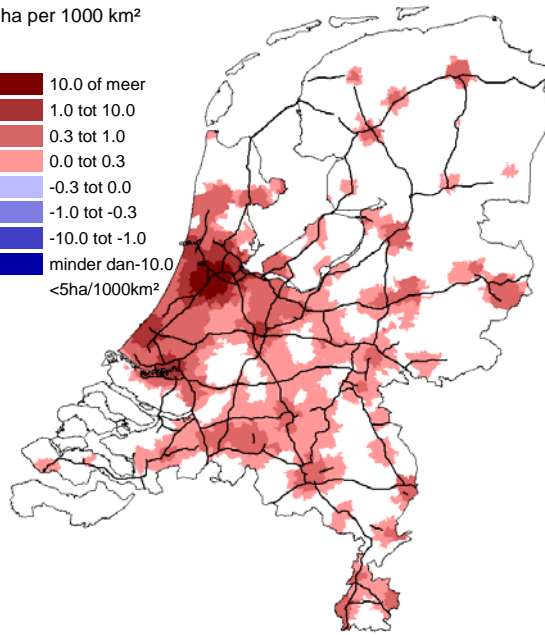 ha per 1000 km²
10.0 of meer
1.0 tot 10.0
0.3 tot 1.0
0.0 tot 0.3
-0.3 tot 0.0
-1.0 tot -0.3
-10.0 tot -1.0
minder dan-10.0
<5ha/1000km²